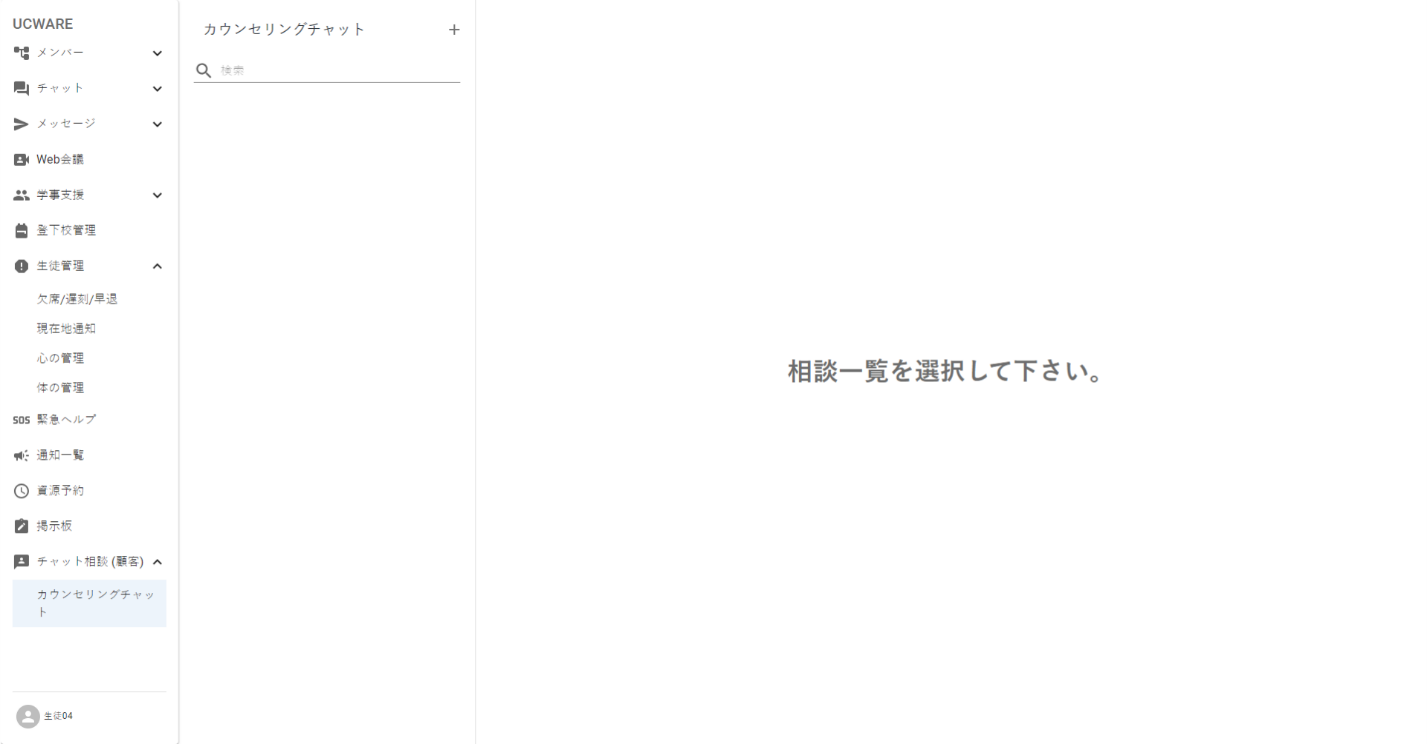 UCWARE
メンバー
チャット
メッセージ
Web会議
学事支援
登下校管理
生徒管理
欠席/遅刻/早退
現在地通知
心の管理
体の管理
SOS 緊急ヘルプ
通知一覧
資源予約
掲示板
チャット相談 (顧客)
カウンセリングチャッ
ト
生徒04
カウンセリングチャット
検索
相談一覧を選択して下さい。